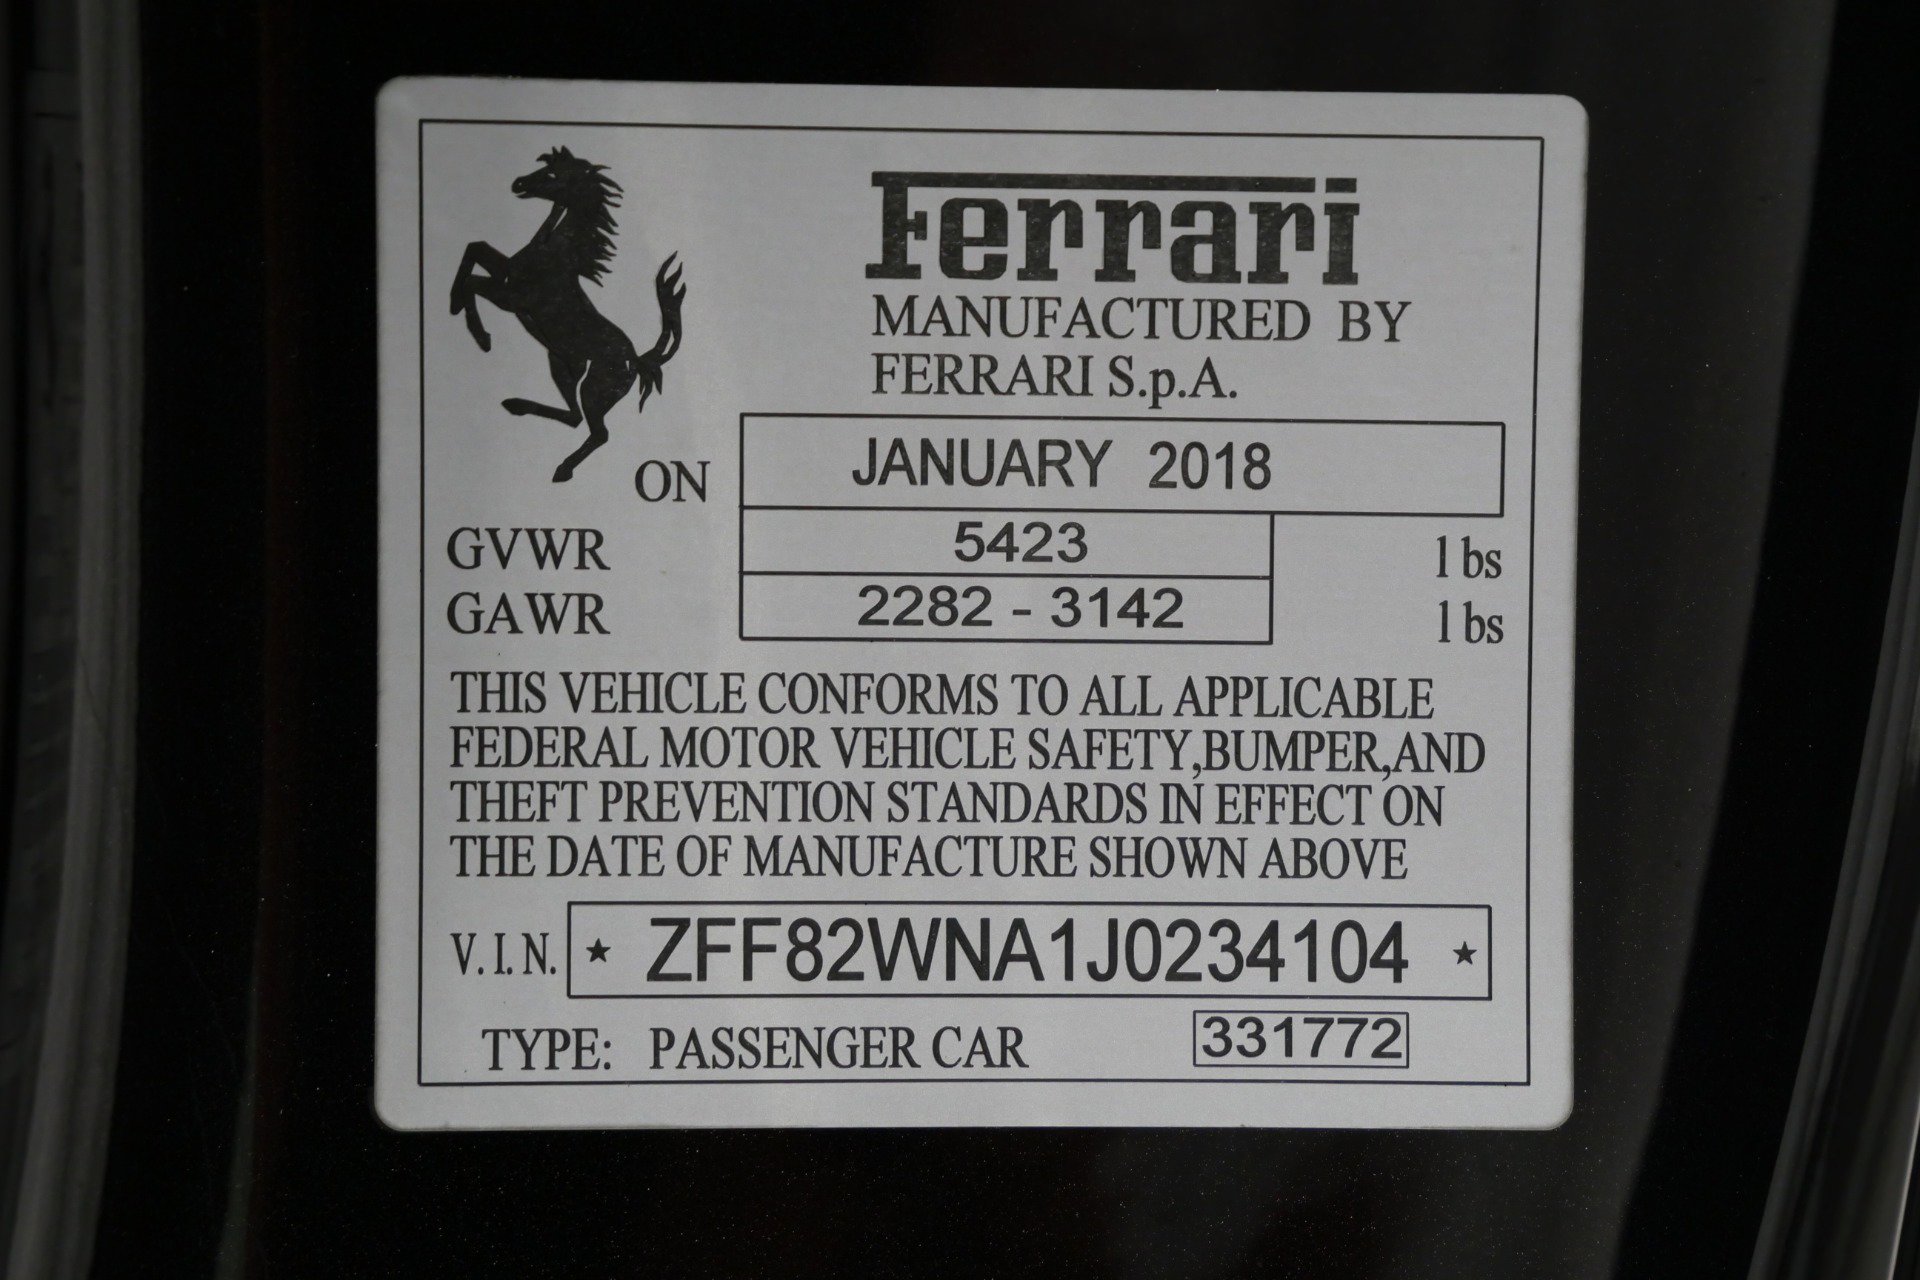 Ferrari
MANUFACTURED BY
FERRARI S.p.A.
ON JANUARY 2018
GVWR 5423 lbs
GAWR 2282 - 3142 lbs
THIS VEHICLE CONFORMS TO ALL APPLICABLE
FEDERAL MOTOR VEHICLE SAFETY,BUMPER,AND
THEFT PREVENTION STANDARDS IN EFFECT ON
THE DATE OF MANUFACTURE SHOWN ABOVE
V.I.N. ★ ZFF82WNA1J0234104 ★
TYPE: PASSENGER CAR 331772